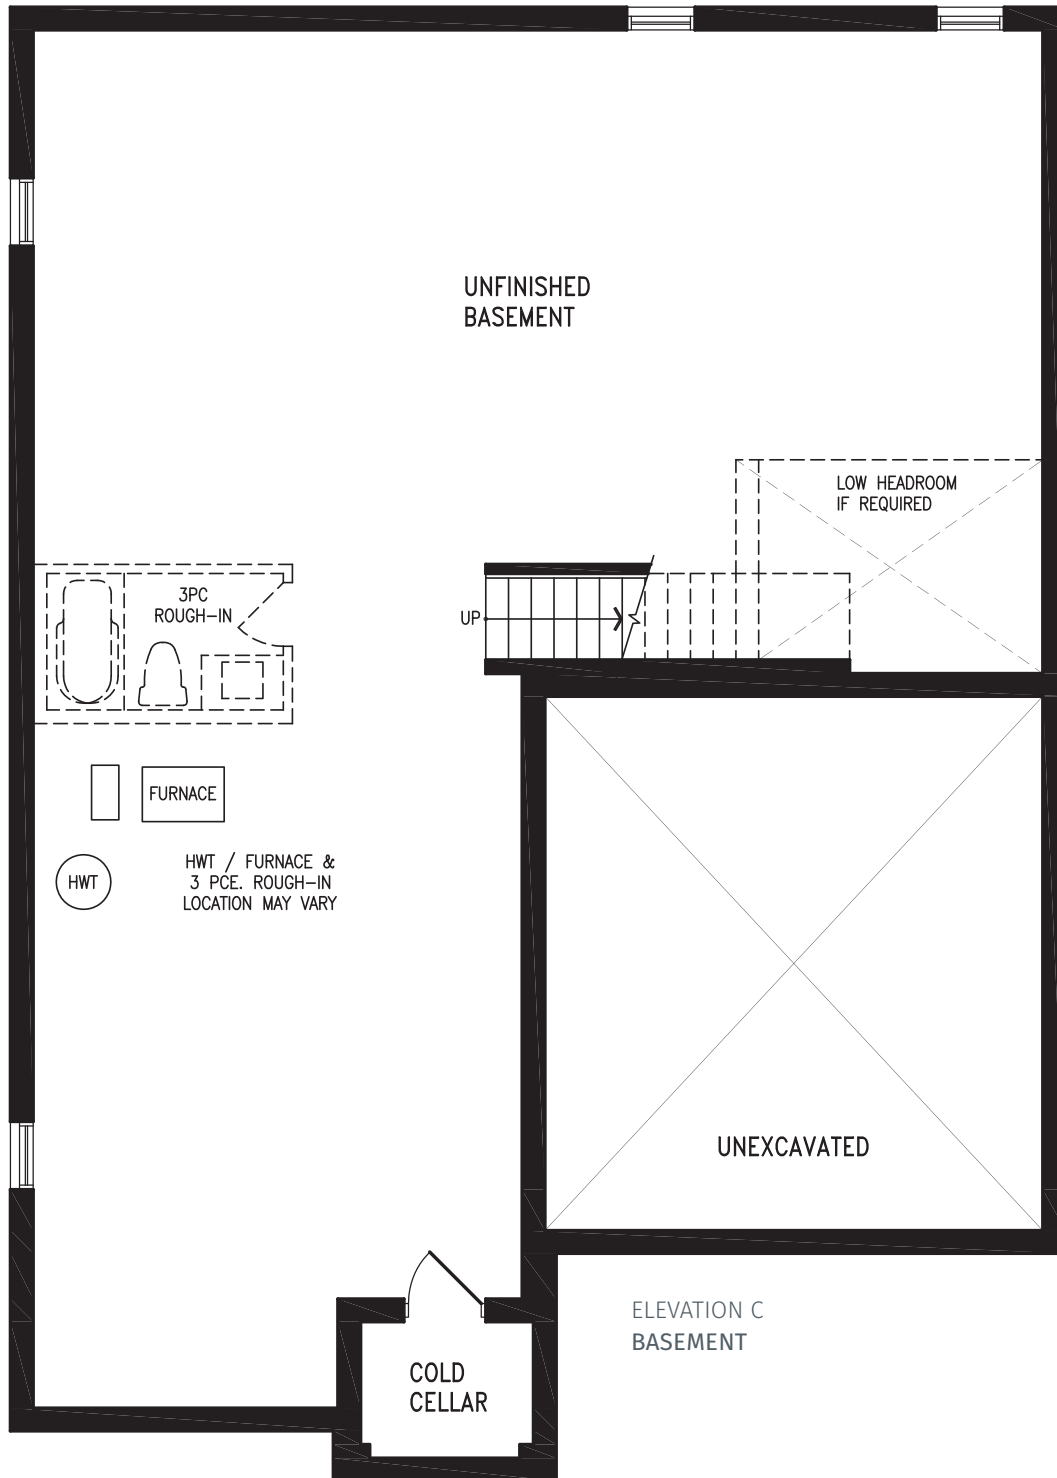 UNFINISHED
BASEMENT
LOW HEADROOM
IF REQUIRED
3PC
ROUGH-IN
UP
FURNACE
HWT
HWT / FURNACE &
3 PCE. ROUGH-IN
LOCATION MAY VARY
UNEXCAVATED
COLD
CELLAR
ELEVATION C
BASEMENT